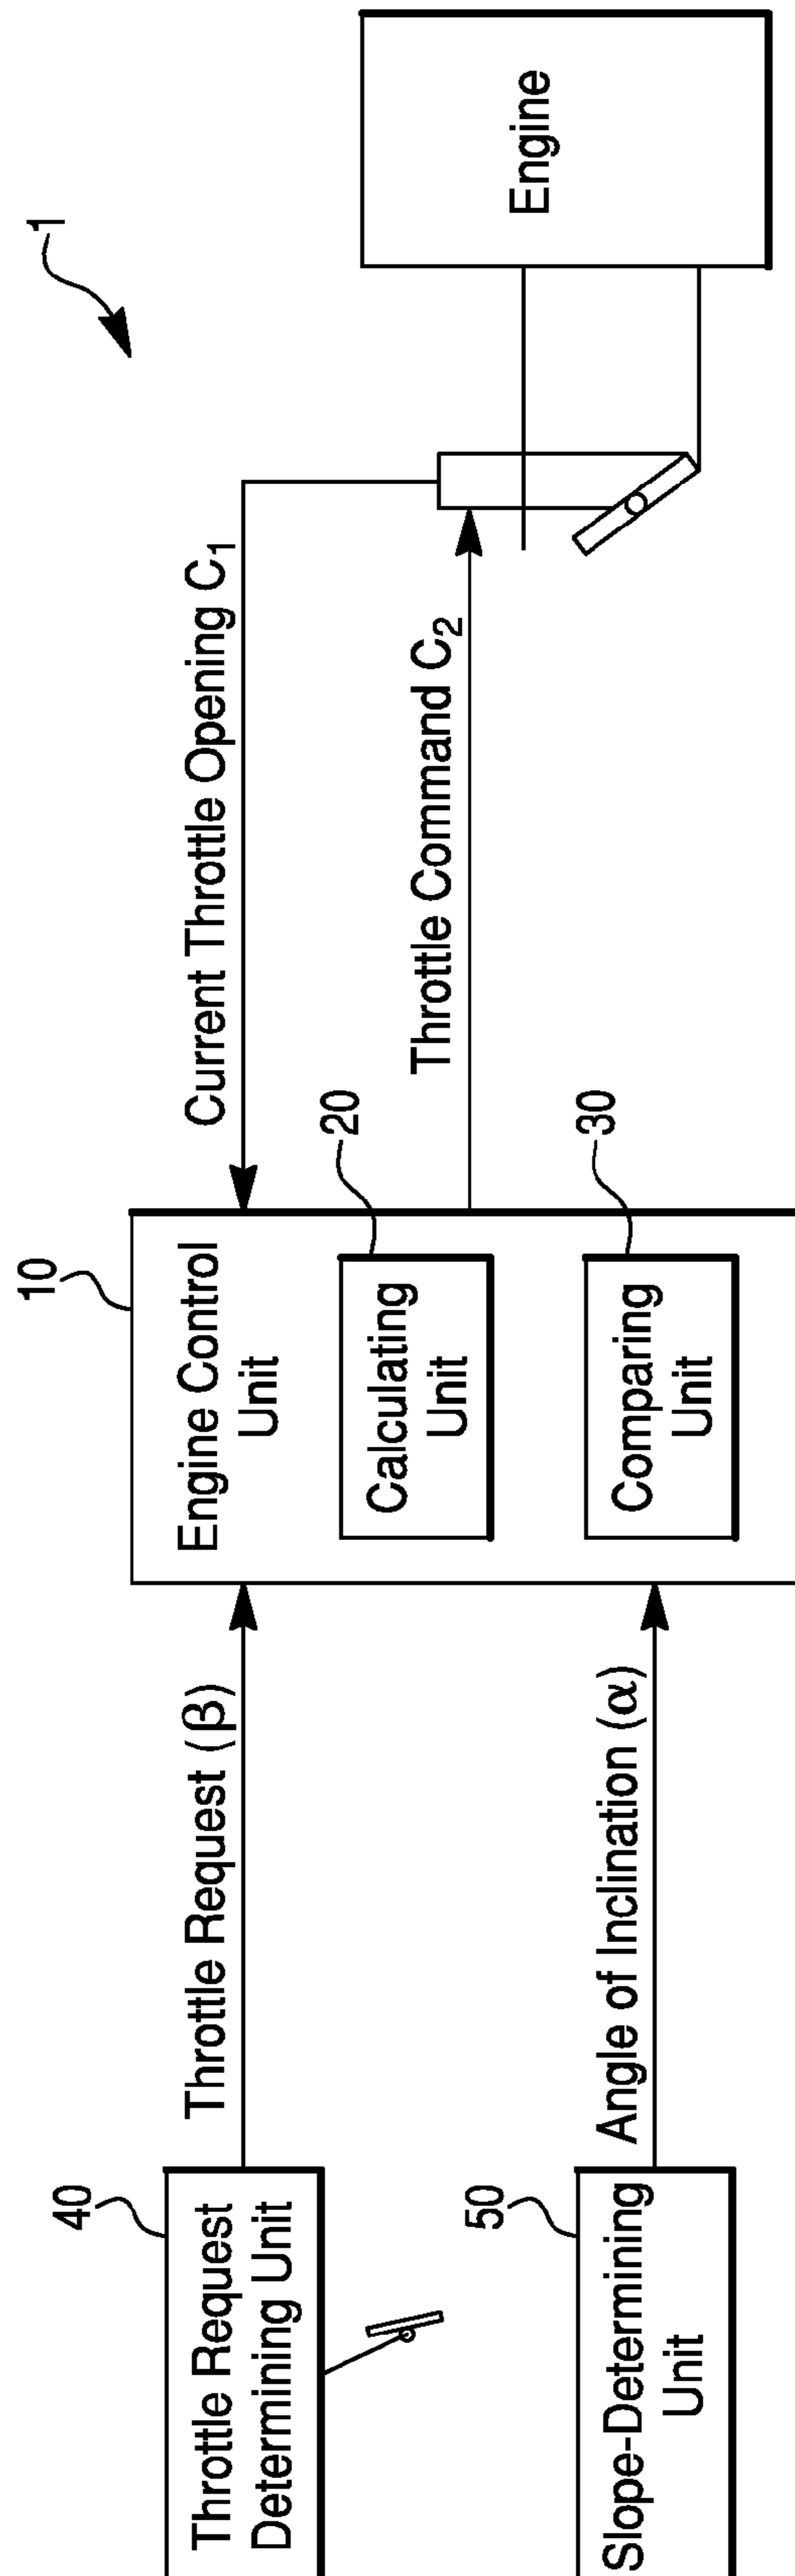 1
Engine
Current Throttle Opening C₁
Throttle Command C₂
10
Engine Control
Unit
20
Calculating
Unit
30
Comparing
Unit
Throttle Request (β)
Angle of Inclination (α)
40
Throttle Request
Determining Unit
50
Slope-Determining
Unit